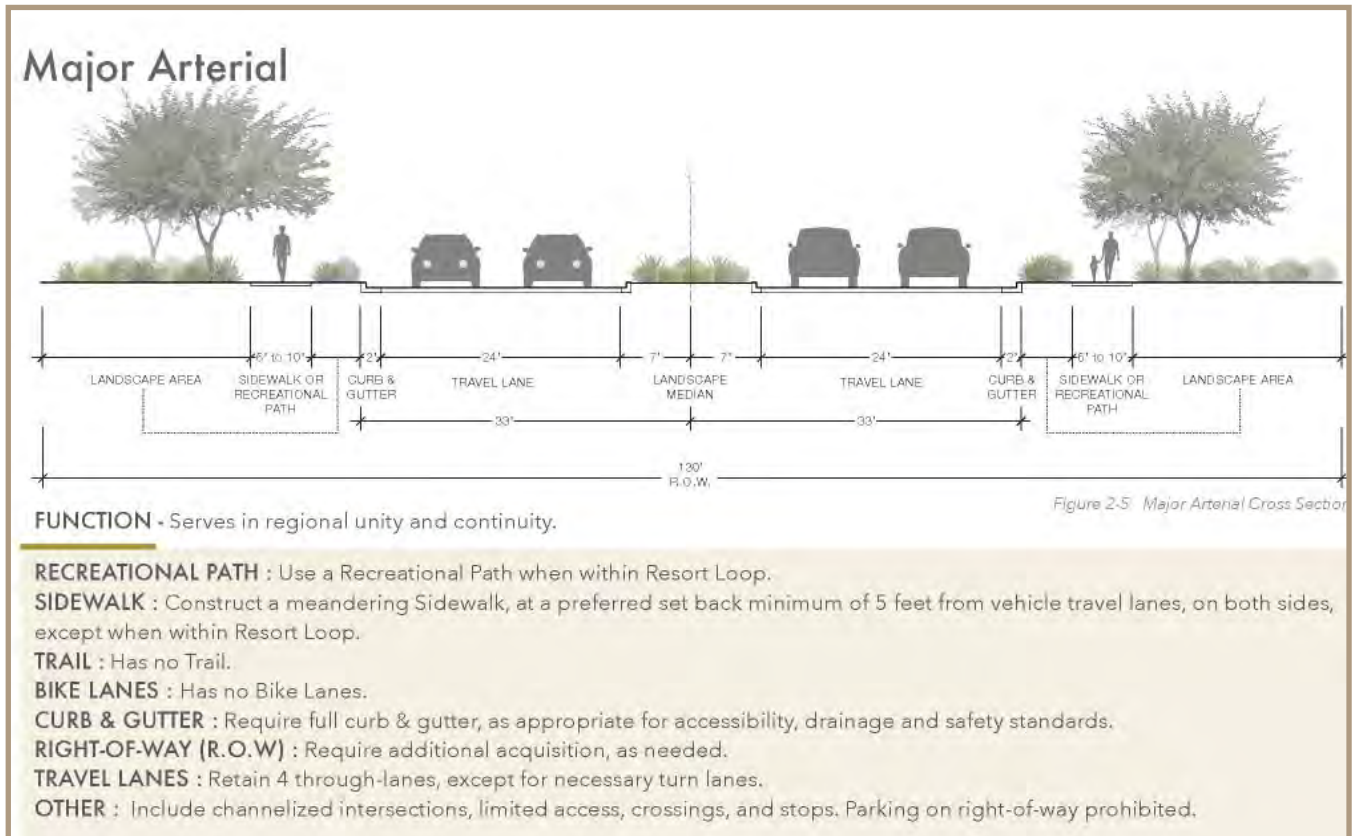 Major Arterial
6' to 10' 2' 24' 7' 7' 24' 2' 6' to 10'
LANDSCAPE AREA SIDEWALK OR RECREATIONAL PATH CURB & GUTTER TRAVEL LANE LANDSCAPE MEDIAN TRAVEL LANE CURB & GUTTER SIDEWALK OR RECREATIONAL PATH LANDSCAPE AREA
33' 33'
130'
R.O.W.
Figure 2-5 Major Arterial Cross Section
FUNCTION - Serves in regional unity and continuity.
RECREATIONAL PATH : Use a Recreational Path when within Resort Loop.
SIDEWALK : Construct a meandering Sidewalk, at a preferred set back minimum of 5 feet from vehicle travel lanes, on both sides,
except when within Resort Loop.
TRAIL : Has no Trail.
BIKE LANES : Has no Bike Lanes.
CURB & GUTTER : Require full curb & gutter, as appropriate for accessibility, drainage and safety standards.
RIGHT-OF-WAY (R.O.W) : Require additional acquisition, as needed.
TRAVEL LANES : Retain 4 through-lanes, except for necessary turn lanes.
OTHER : Include channelized intersections, limited access, crossings, and stops. Parking on right-of-way prohibited.